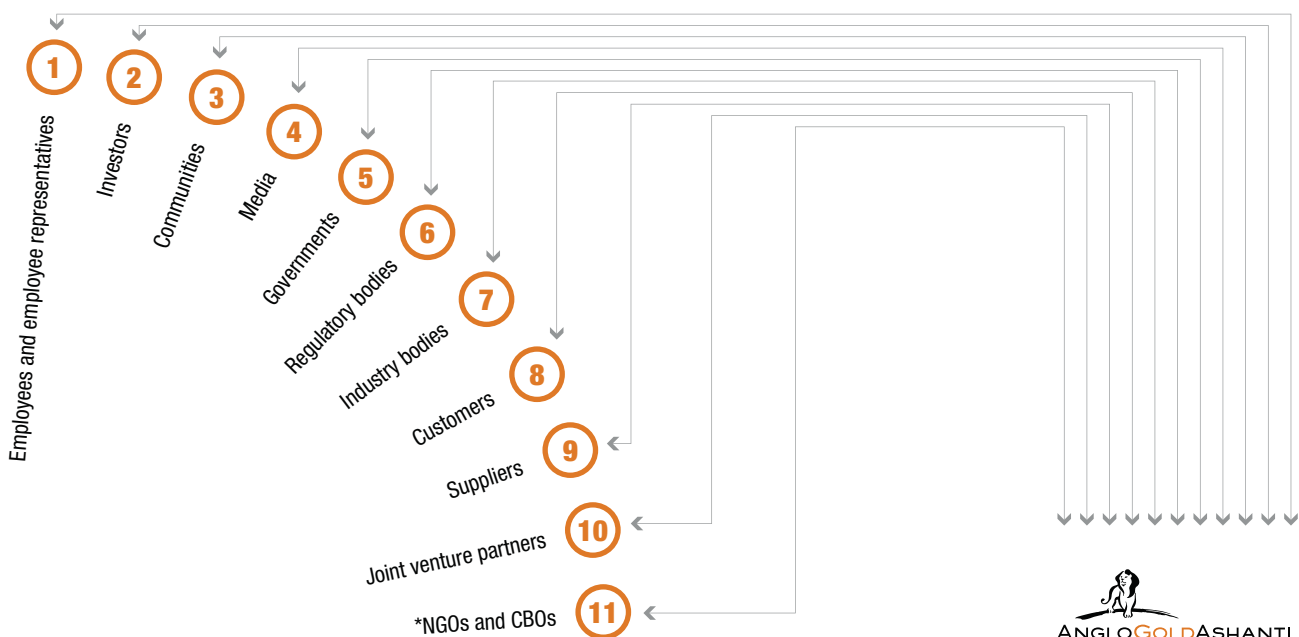 1
Employees and employee representatives
2
Investors
3
Communities
4
Media
5
Governments
6
Regulatory bodies
7
Industry bodies
8
Customers
9
Suppliers
10
Joint venture partners
11
*NGOs and CBOs
ANGLOGOLDASHANTI